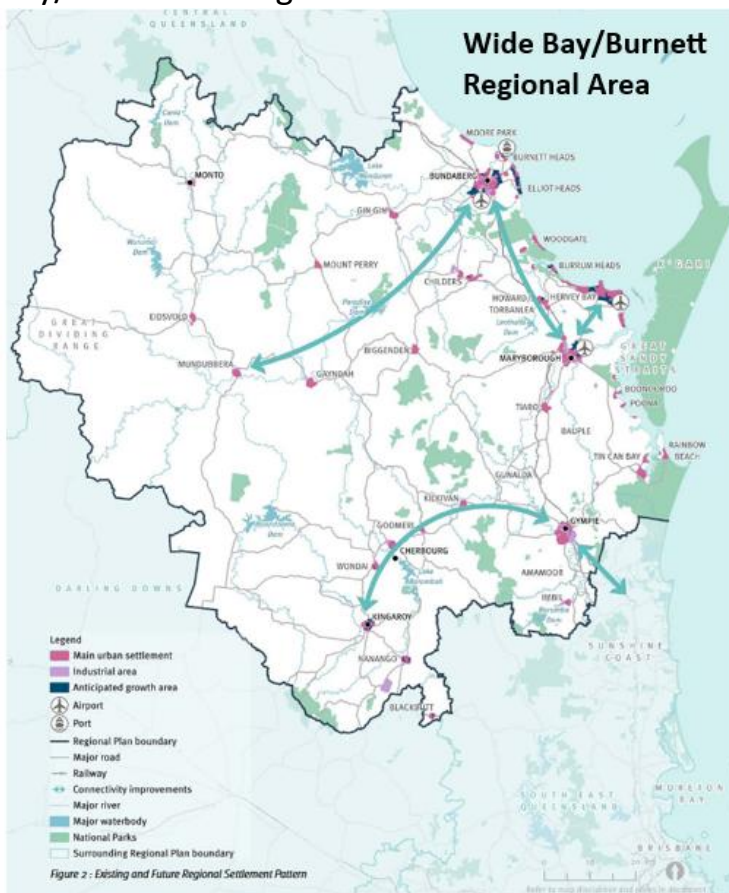 Wide Bay/Burnett
Regional Area
CENTRAL
QUEENSLAND
MOORE PARK
BURNETT HEADS
BUNDABERG
ELLIOT HEADS
MONTO
GIN GIN
WOODGATE
MOUNT PERRY
BURRUM HEADS
K'GARI
CHILDERS
HOWARD
TORBANLEA
HERVEY BAY
Paradise
Dam
EIDSVOLD
GREAT
DIVIDING
RANGE
MUNDUBBERA
BIGGENDEN
MARYBOROUGH
GREAT
SANDY
STRAITS
GAYNDAH
BOONOOROO
POONA
TIARO
BAUPLE
RAINBOW
BEACH
TIN CAN BAY
GUNALDA
KILKIVAN
GYMPIE
GOOMERI
CHERBOURG
WONDAI
AMAMOOR
DARLING DOWNS
IMBIL
Dam
KINGAROY
SUNSHINE
COAST
NANANGO
BLACKBUTT
Legend
Main urban settlement
Industrial area
Anticipated growth area
Airport
Port
Regional Plan boundary
Major road
Railway
Connectivity improvements
Major river
Major waterbody
National Parks
Surrounding Regional Plan boundary
SOUTH EAST
QUEENSLAND
MORETON
BAY
BRISBANE
Figure 2 : Existing and Future Regional Settlement Pattern